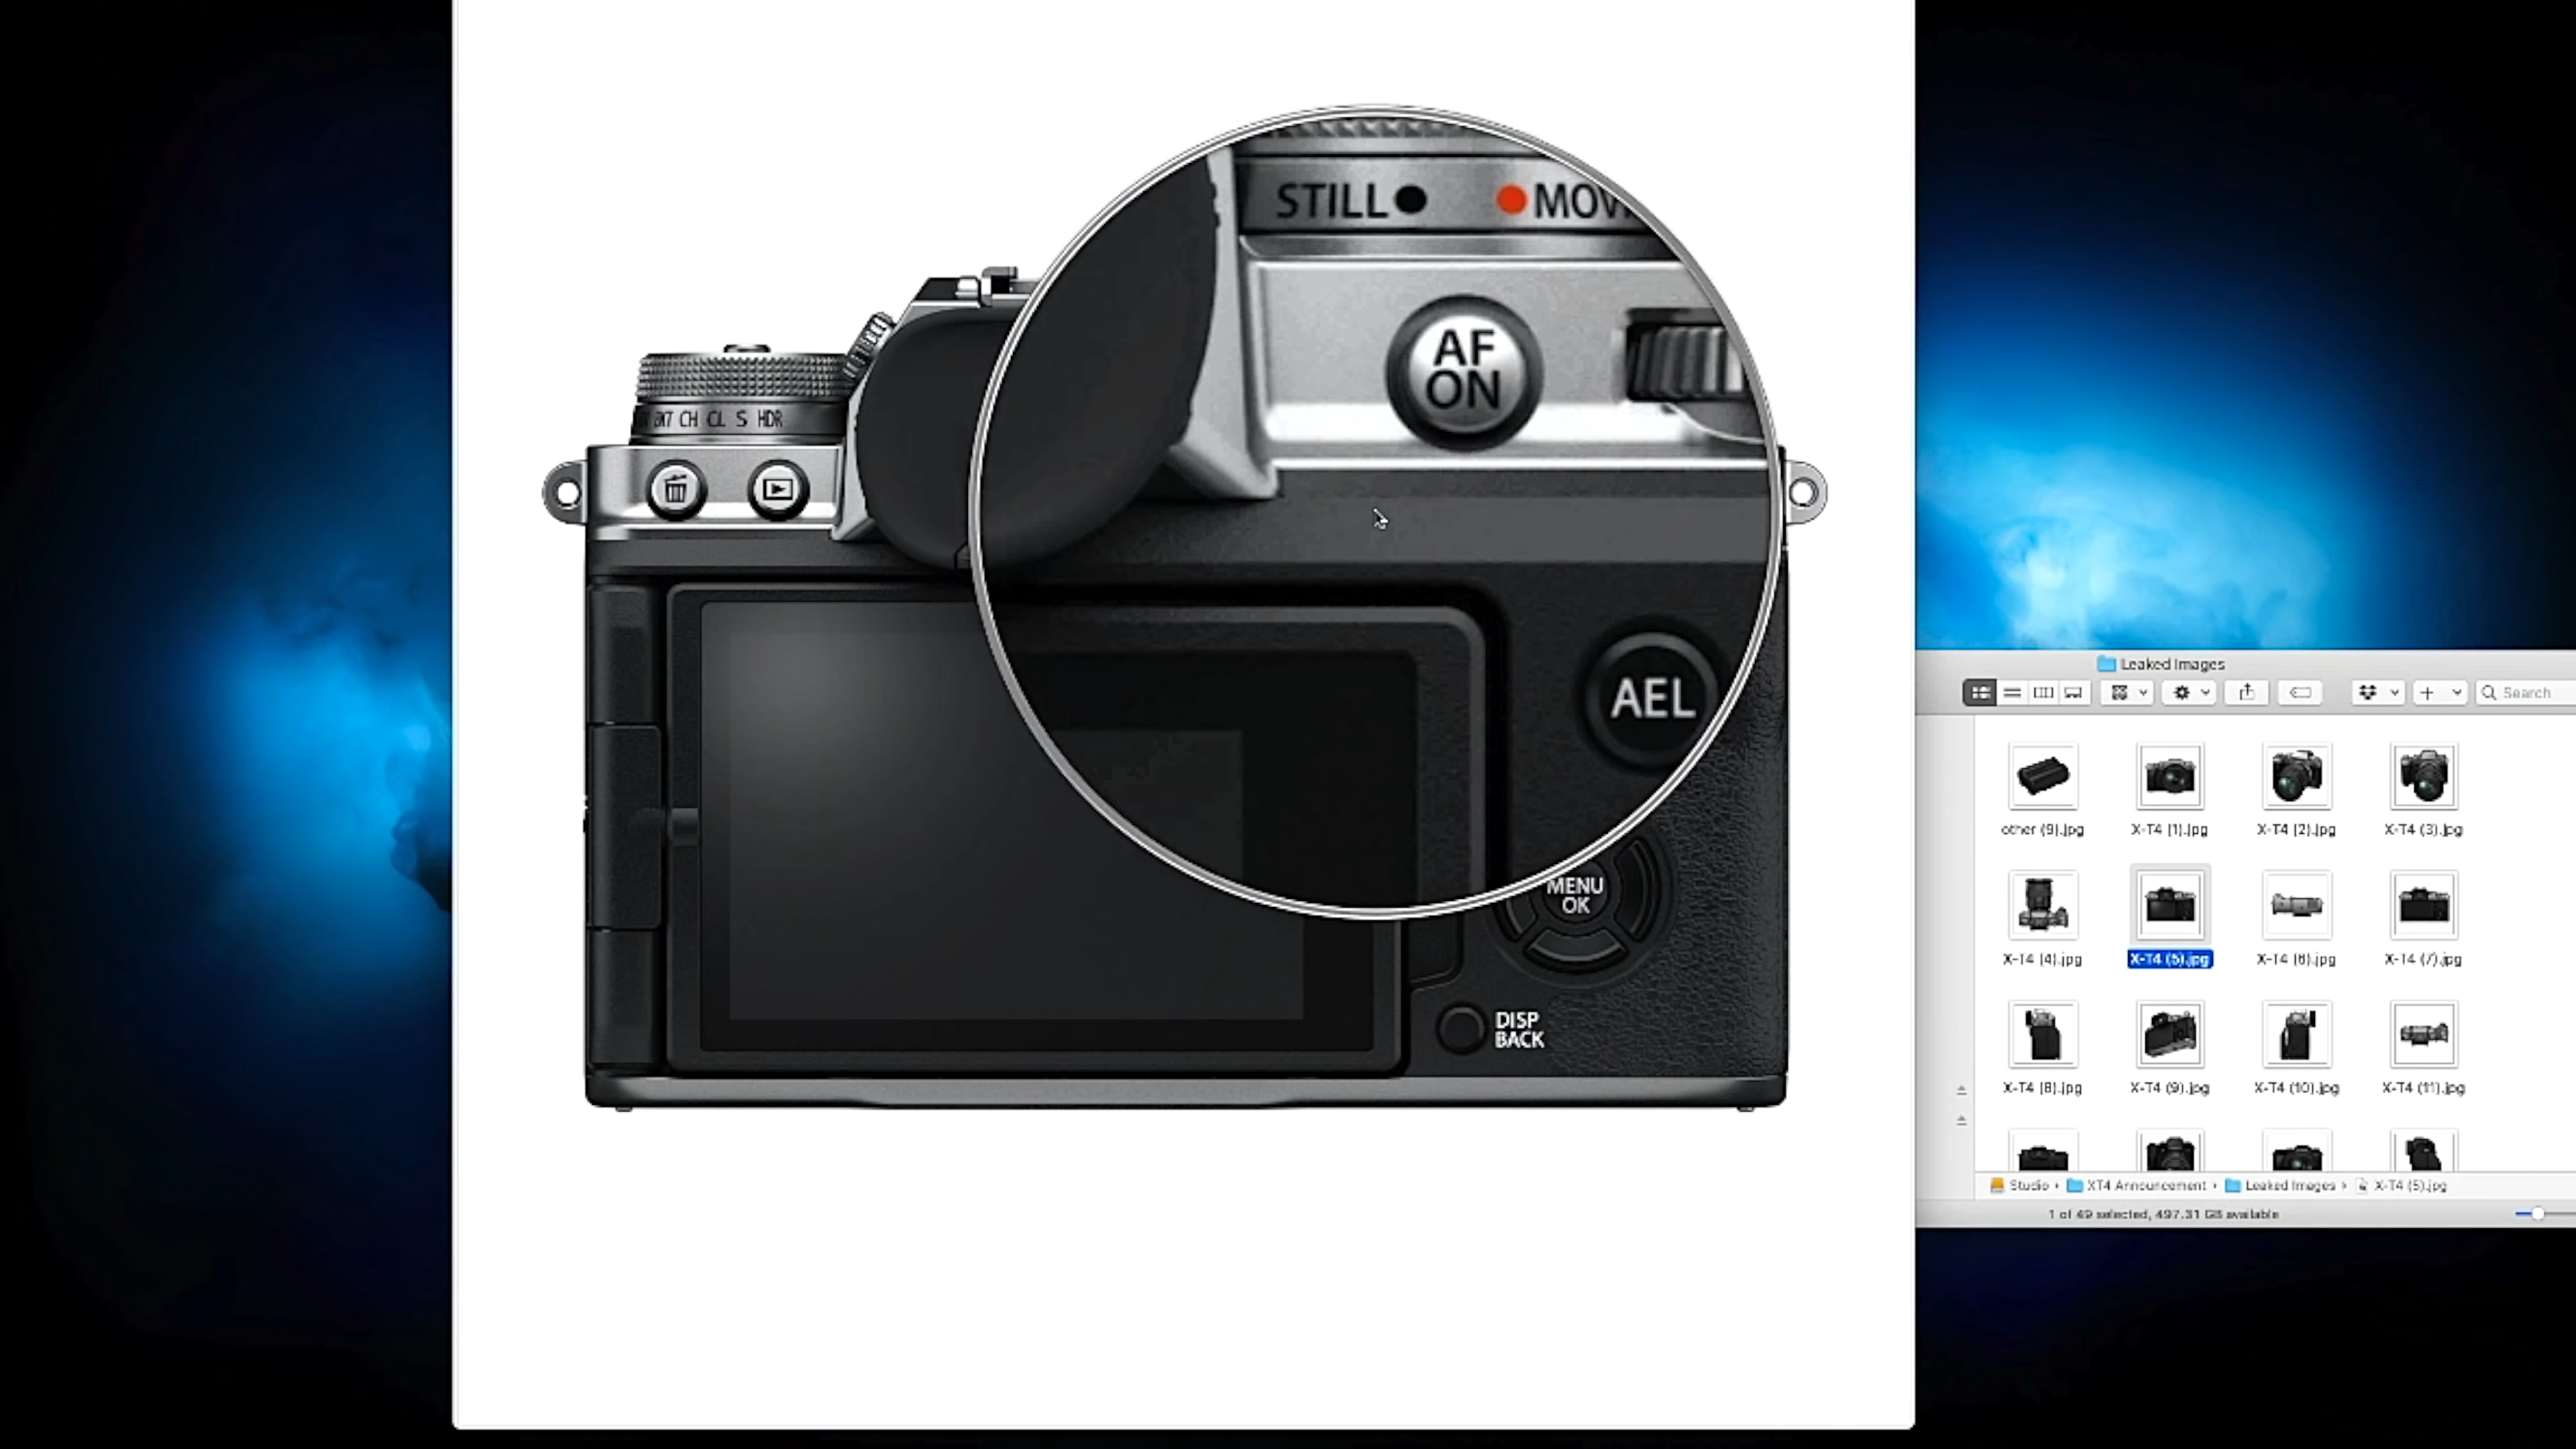 STILL
AF
ON
BKT CH CL S HDR
AEL
MENU
OK
DISP
BACK
Leaked Images
Search
other (9).jpg
X-T4 (1).jpg
X-T4 (2).jpg
X-T4 (3).jpg
X-T4 (4).jpg
X-T4 (5).jpg
X-T4 (6).jpg
X-T4 (7).jpg
X-T4 (8).jpg
X-T4 (9).jpg
X-T4 (10).jpg
X-T4 (11).jpg
Studio › XT4 Announcement › Leaked Images › X-T4 (5).jpg
1 of 49 selected, 497.31 GB available